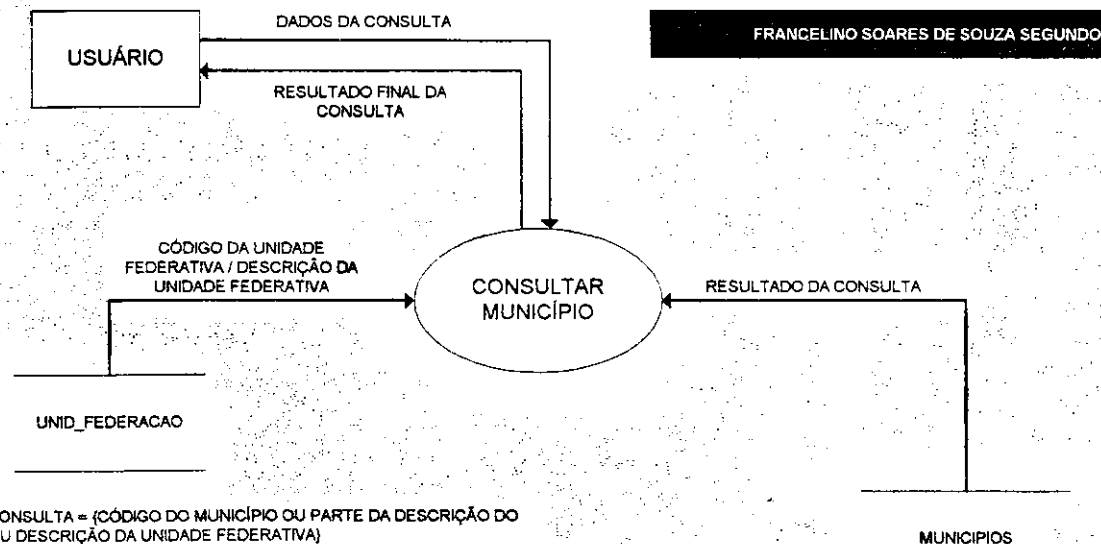 DADOS DA CONSULTA
FRANCELINO SOARES DE SOUZA SEGUNDO
USUÁRIO
RESULTADO FINAL DA
CONSULTA
CÓDIGO DA UNIDADE
FEDERATIVA / DESCRIÇÃO DA
UNIDADE FEDERATIVA
CONSULTAR
MUNICÍPIO
RESULTADO DA CONSULTA
UNID_FEDERACAO
ONSULTA = {CÓDIGO DO MUNICÍPIO OU PARTE DA DESCRIÇÃO DO
U DESCRIÇÃO DA UNIDADE FEDERATIVA}
MUNICIPIOS